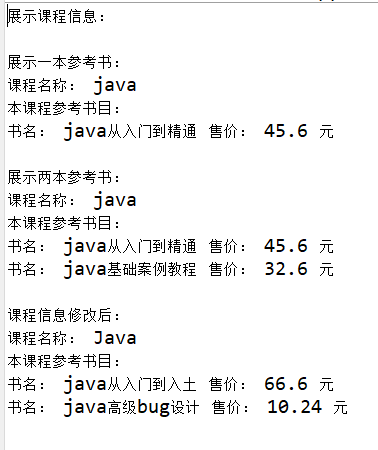 展示课程信息：
展示一本参考书：
课程名称： java
本课程参考书目：
书名： java从入门到精通 售价： 45.6 元
展示两本参考书：
课程名称： java
本课程参考书目：
书名： java从入门到精通 售价： 45.6 元
书名： java基础案例教程 售价： 32.6 元
课程信息修改后：
课程名称： Java
本课程参考书目：
书名： java从入门到入土 售价： 66.6 元
书名： java高级bug设计 售价： 10.24 元